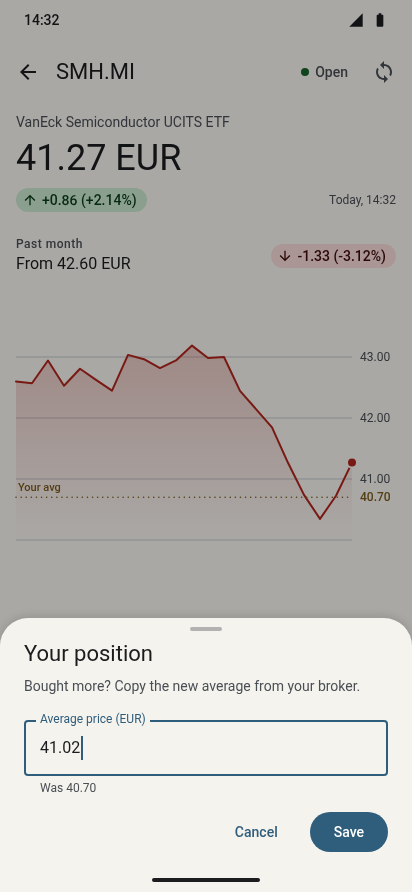 14:32
SMH.MI
Open
VanEck Semiconductor UCITS ETF
41.27 EUR
+0.86 (+2.14%)
Today, 14:32
Past month
From 42.60 EUR
-1.33 (-3.12%)
43.00
42.00
41.00
Your avg
40.70
Your position
Bought more? Copy the new average from your broker.
Average price (EUR)
41.02
Was 40.70
Cancel
Save